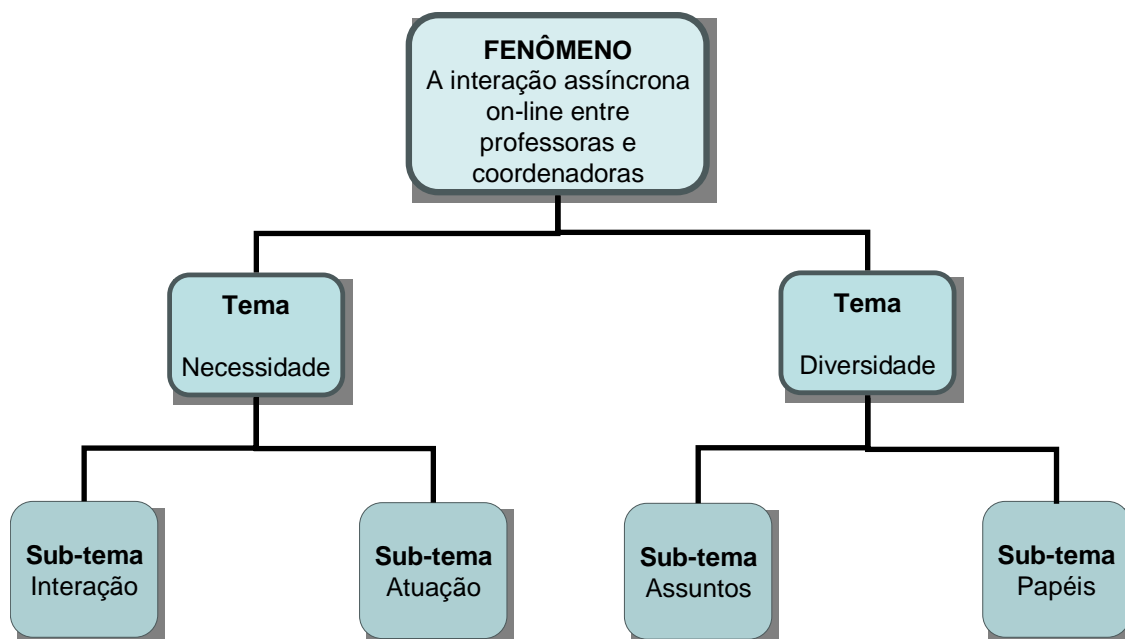 FENÔMENO
A interação assíncrona
on-line entre
professoras e
coordenadoras
Tema
Necessidade
Tema
Diversidade
Sub-tema
Interação
Sub-tema
Atuação
Sub-tema
Assuntos
Sub-tema
Papéis